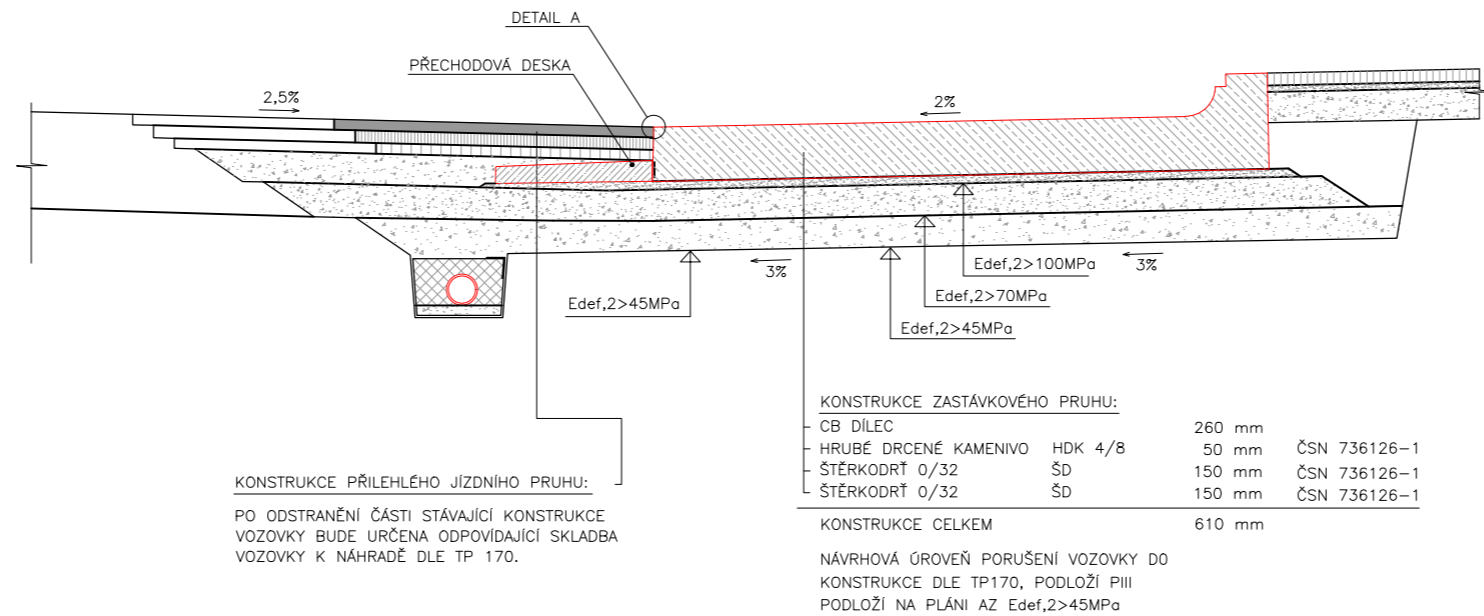 DETAIL A
PŘECHODOVÁ DESKA
2,5%
2%
Edef,2>100MPa
3%
3%
Edef,2>70MPa
Edef,2>45MPa
Edef,2>45MPa
KONSTRUKCE ZASTÁVKOVÉHO PRUHU:
CB DÍLEC 260 mm
HRUBÉ DRCENÉ KAMENIVO HDK 4/8 50 mm ČSN 736126-1
ŠTĚRKODRŤ 0/32 ŠD 150 mm ČSN 736126-1
ŠTĚRKODRŤ 0/32 ŠD 150 mm ČSN 736126-1
KONSTRUKCE CELKEM 610 mm
NÁVRHOVÁ ÚROVEŇ PORUŠENÍ VOZOVKY DO
KONSTRUKCE DLE TP170, PODLOŽÍ PIII
PODLOŽÍ NA PLÁNI AZ Edef,2>45MPa
KONSTRUKCE PŘILEHLÉHO JÍZDNÍHO PRUHU:
PO ODSTRANĚNÍ ČÁSTI STÁVAJÍCÍ KONSTRUKCE
VOZOVKY BUDE URČENA ODPOVÍDAJÍCÍ SKLADBA
VOZOVKY K NÁHRADĚ DLE TP 170.